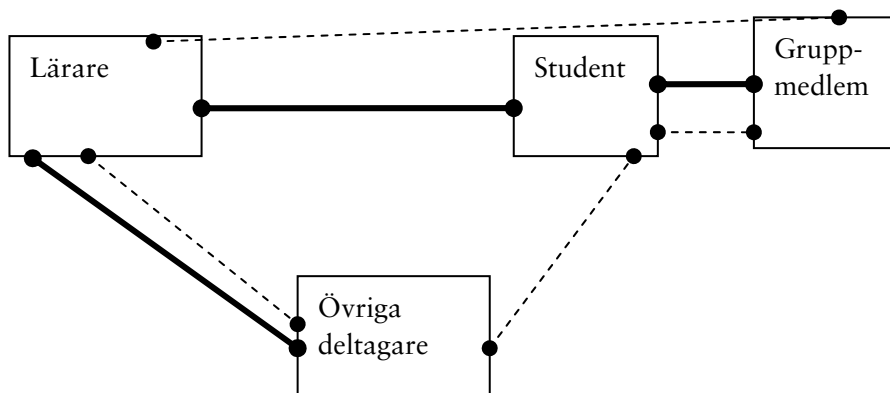 Lärare
Student
Grupp-
medlem
Övriga
deltagare